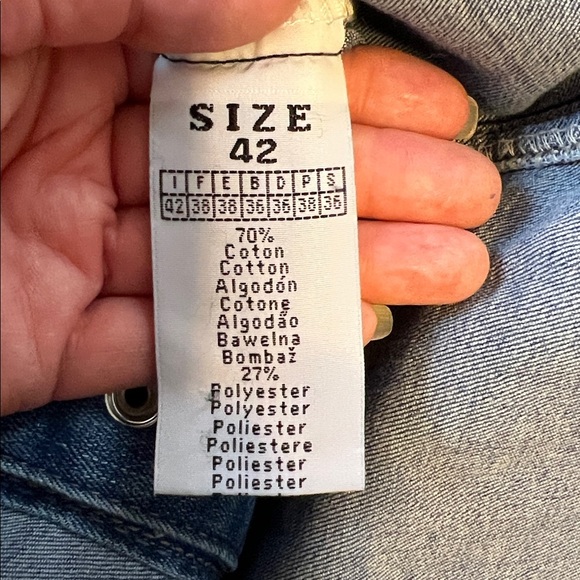 SIZE
42
I F E B D P S
42 38 38 36 36 38 36
70%
Coton
Cotton
Algodón
Cotone
Algodão
Bawelna
Bombaž
27%
Polyester
Polyester
Poliester
Poliestere
Poliester
Poliester